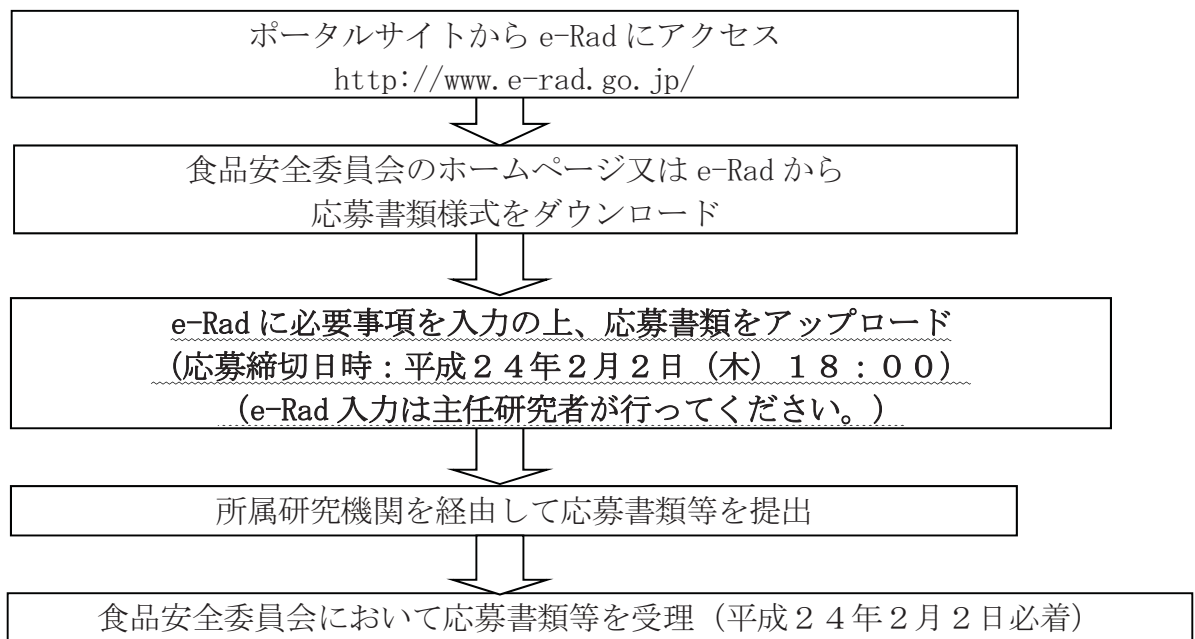 ポータルサイトから e-Rad にアクセス
http://www.e-rad.go.jp/
食品安全委員会のホームページ又は e-Rad から
応募書類様式をダウンロード
e-Rad に必要事項を入力の上、応募書類をアップロード
(応募締切日時：平成２４年２月２日（木）１８：００)
（e-Rad 入力は主任研究者が行ってください。）
所属研究機関を経由して応募書類等を提出
食品安全委員会において応募書類等を受理（平成２４年２月２日必着）